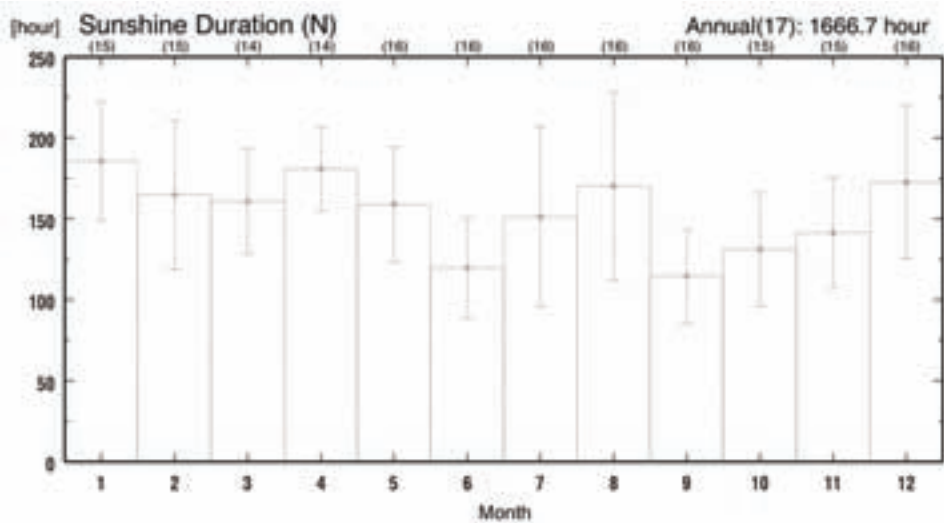 [hour] Sunshine Duration (N) Annual(17): 1666.7 hour
(15) (15) (14) (14) (16) (16) (16) (16) (16) (15) (15) (16)
250
200
150
100
50
0
1 2 3 4 5 6 7 8 9 10 11 12
Month